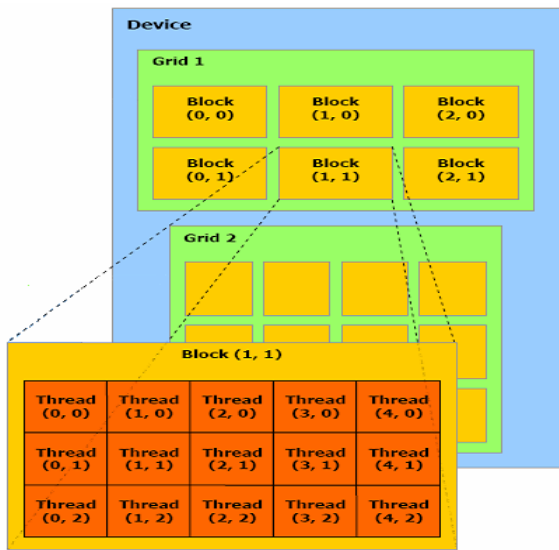 Device
Grid 1
Block Block Block
(0, 0) (1, 0) (2, 0)
Block Block Block
(0, 1) (1, 1) (2, 1)
Grid 2
Block (1, 1)
Thread Thread Thread Thread Thread
(0, 0) (1, 0) (2, 0) (3, 0) (4, 0)
Thread Thread Thread Thread Thread
(0, 1) (1, 1) (2, 1) (3, 1) (4, 1)
Thread Thread Thread Thread Thread
(0, 2) (1, 2) (2, 2) (3, 2) (4, 2)